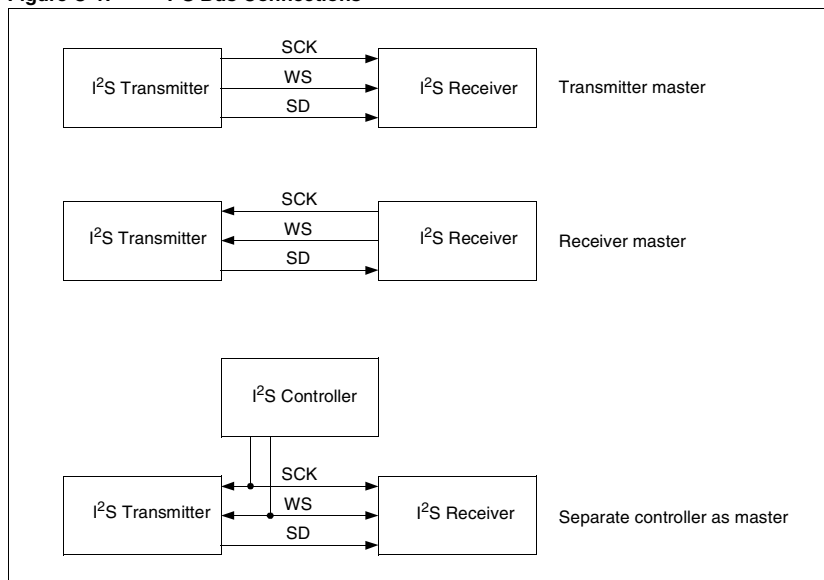 SCK
I²S Transmitter WS I²S Receiver Transmitter master
SD
SCK
I²S Transmitter WS I²S Receiver Receiver master
SD
I²S Controller
SCK
I²S Transmitter WS I²S Receiver Separate controller as master
SD